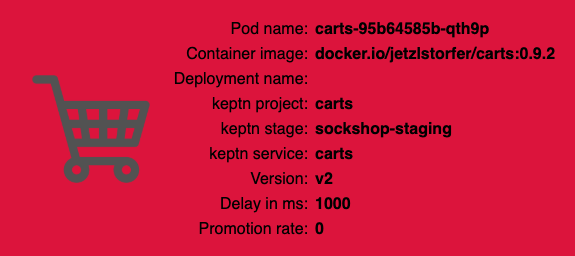 Pod name: carts-95b64585b-qth9p
Container image: docker.io/jetzlstorfer/carts:0.9.2
Deployment name:
keptn project: carts
keptn stage: sockshop-staging
keptn service: carts
Version: v2
Delay in ms: 1000
Promotion rate: 0